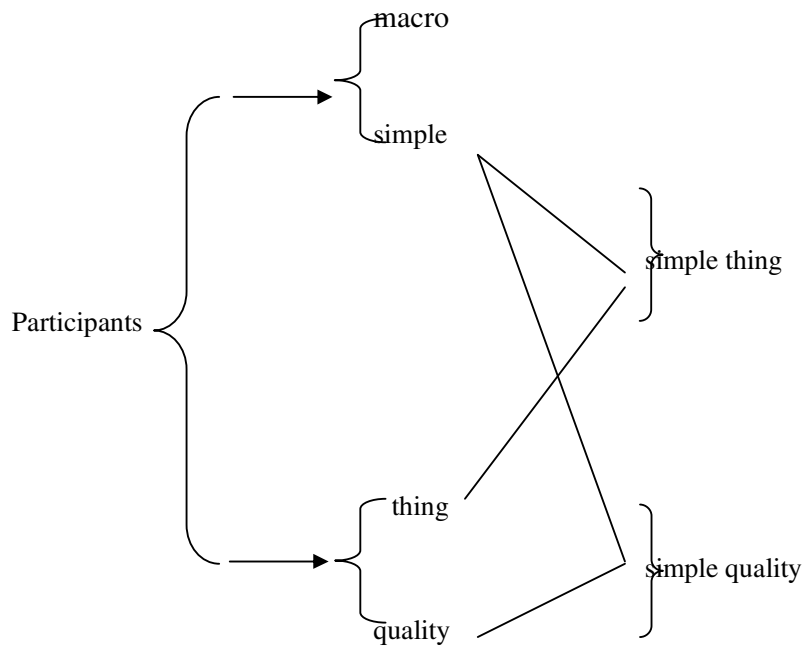 macro
simple
simple thing
Participants
thing
simple quality
quality